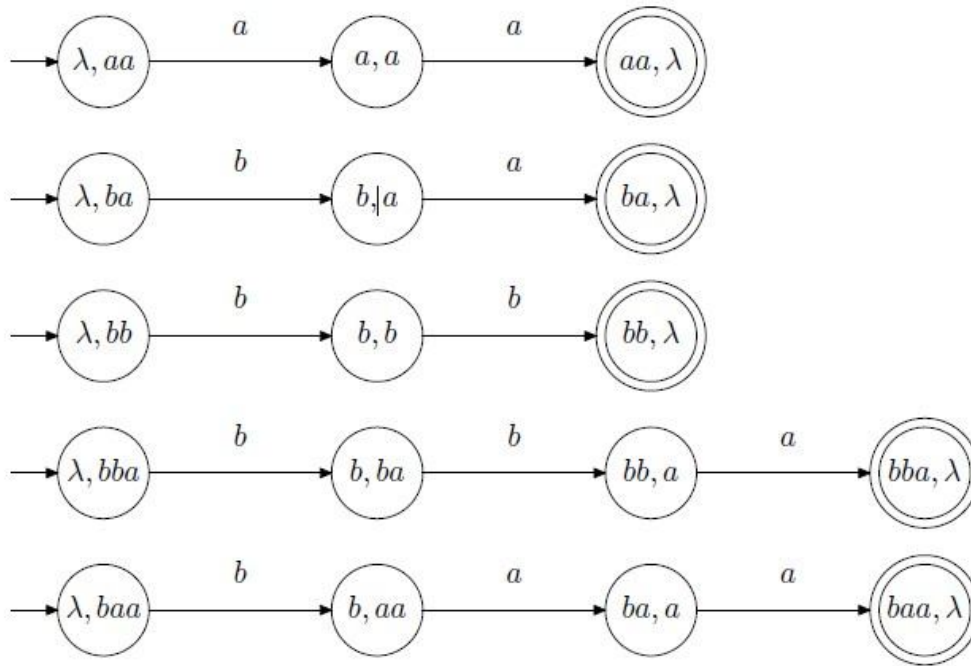 a a
λ, aa a, a aa, λ
b a
λ, ba b, a ba, λ
b b
λ, bb b, b bb, λ
b b a
λ, bba b, ba bb, a bba, λ
b a a
λ, baa b, aa ba, a baa, λ